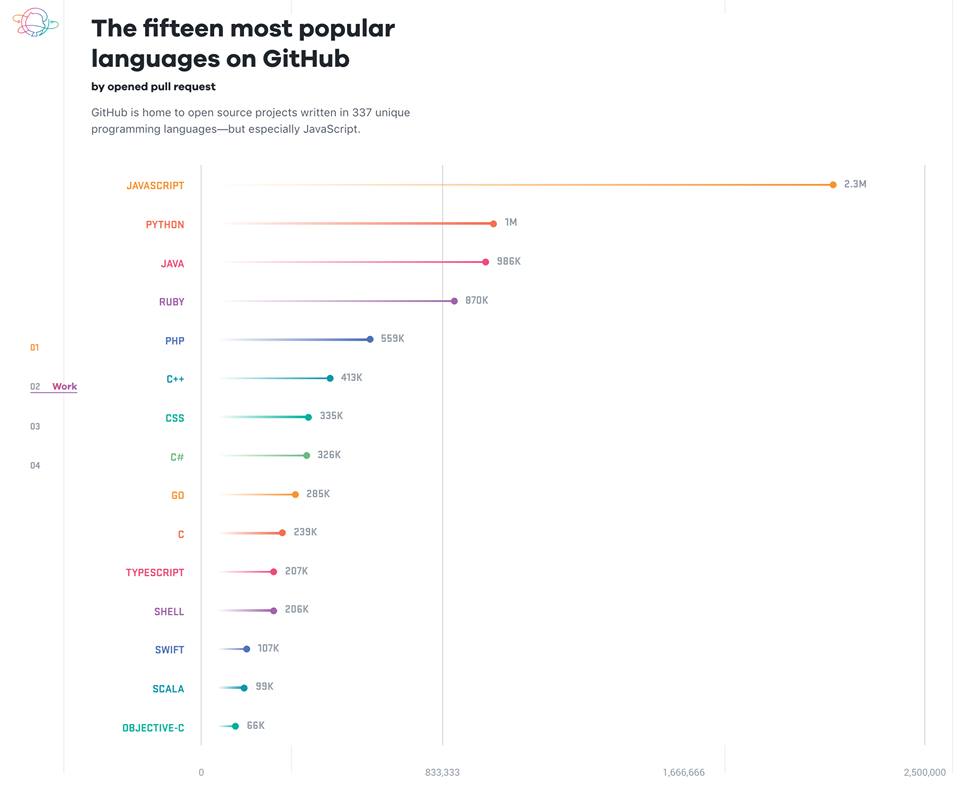 The fifteen most popular
languages on GitHub
by opened pull request
GitHub is home to open source projects written in 337 unique
programming languages—but especially JavaScript.
JAVASCRIPT 2.3M
PYTHON 1M
JAVA 986K
RUBY 870K
PHP 559K
01
C++ 413K
02 Work
CSS 335K
03
C# 326K
04
GO 285K
C 239K
TYPESCRIPT 207K
SHELL 206K
SWIFT 107K
SCALA 99K
OBJECTIVE-C 66K
0 833,333 1,666,666 2,500,000